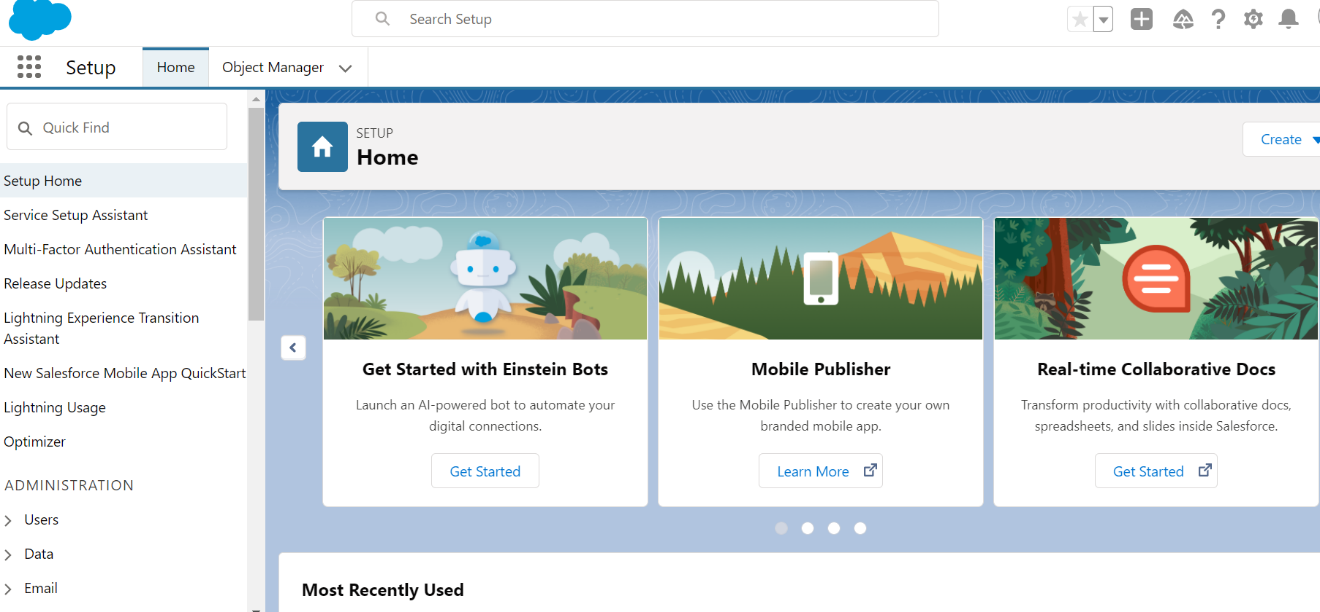 Search Setup
Setup
Home
Object Manager
Quick Find
Setup Home
Service Setup Assistant
Multi-Factor Authentication Assistant
Release Updates
Lightning Experience Transition
Assistant
New Salesforce Mobile App QuickStart
Lightning Usage
Optimizer
ADMINISTRATION
Users
Data
Email
SETUP
Home
Create
Get Started with Einstein Bots
Launch an AI-powered bot to automate your
digital connections.
Get Started
Mobile Publisher
Use the Mobile Publisher to create your own
branded mobile app.
Learn More
Real-time Collaborative Docs
Transform productivity with collaborative docs,
spreadsheets, and slides inside Salesforce.
Get Started
Most Recently Used